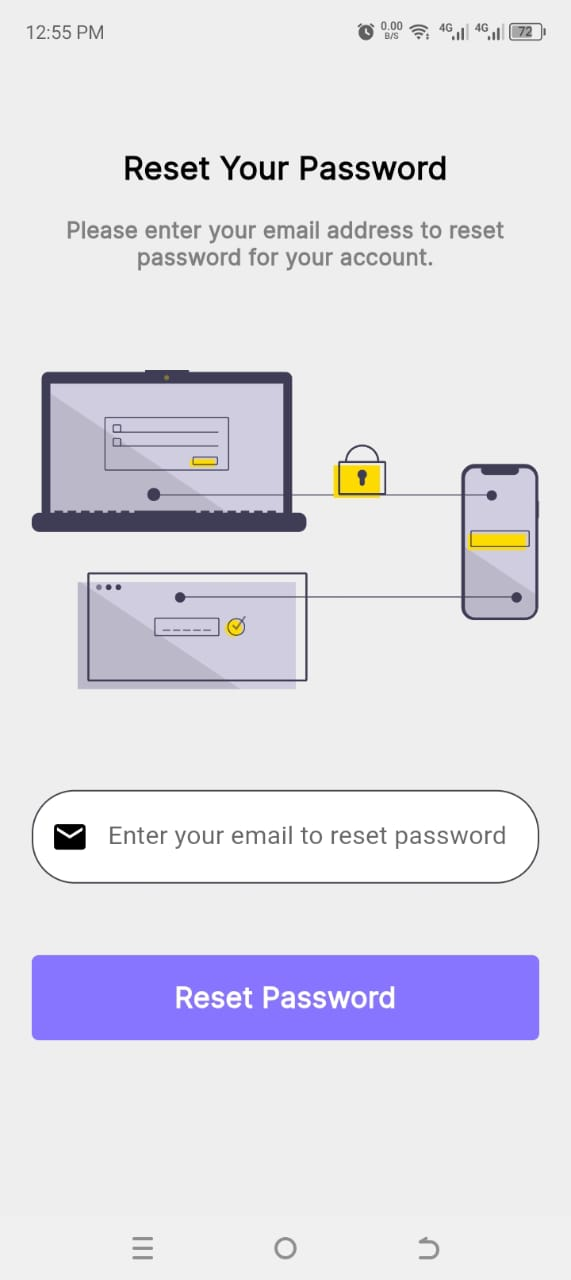 12:55 PM
0.00
B/S
4G
4G
72
Reset Your Password
Please enter your email address to reset
password for your account.
Enter your email to reset password
Reset Password